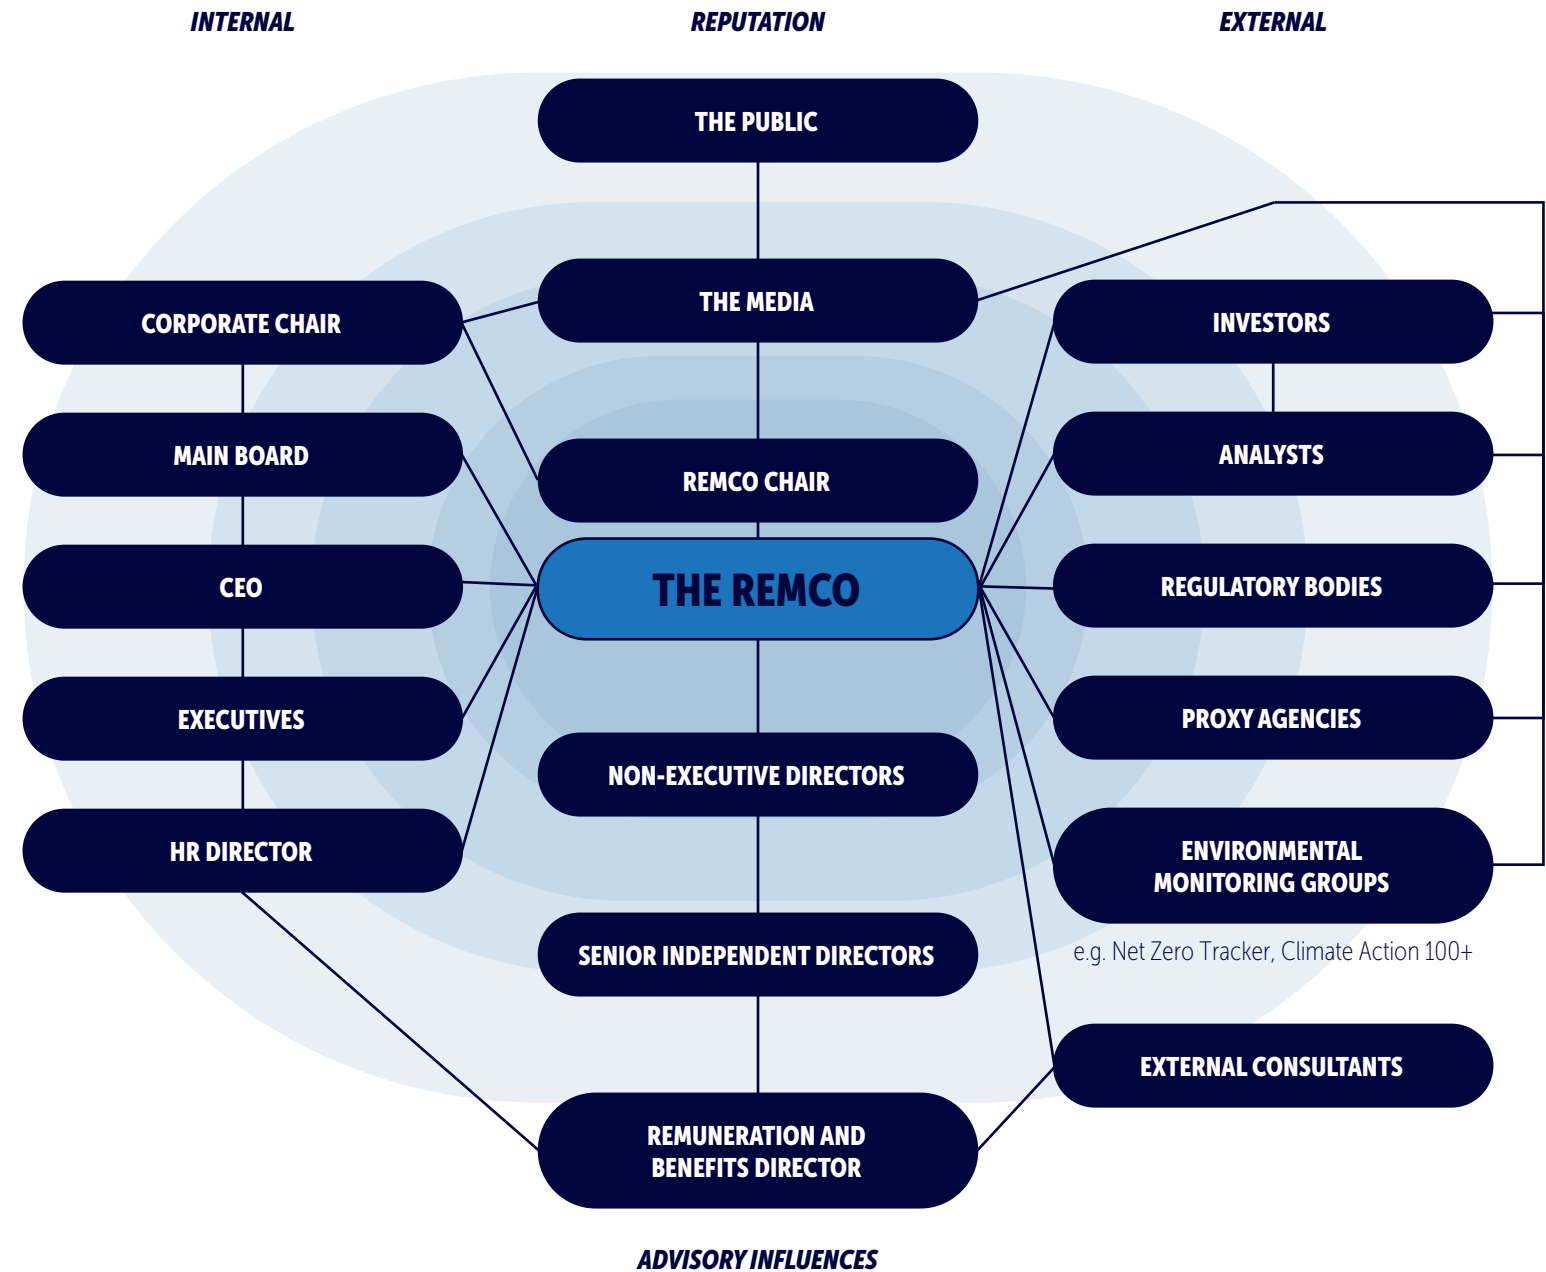 INTERNAL
REPUTATION
EXTERNAL
THE PUBLIC
THE MEDIA
CORPORATE CHAIR
INVESTORS
MAIN BOARD
ANALYSTS
REMCO CHAIR
CEO
THE REMCO
REGULATORY BODIES
EXECUTIVES
PROXY AGENCIES
NON-EXECUTIVE DIRECTORS
HR DIRECTOR
ENVIRONMENTAL
MONITORING GROUPS
SENIOR INDEPENDENT DIRECTORS
e.g. Net Zero Tracker, Climate Action 100+
EXTERNAL CONSULTANTS
REMUNERATION AND
BENEFITS DIRECTOR
ADVISORY INFLUENCES